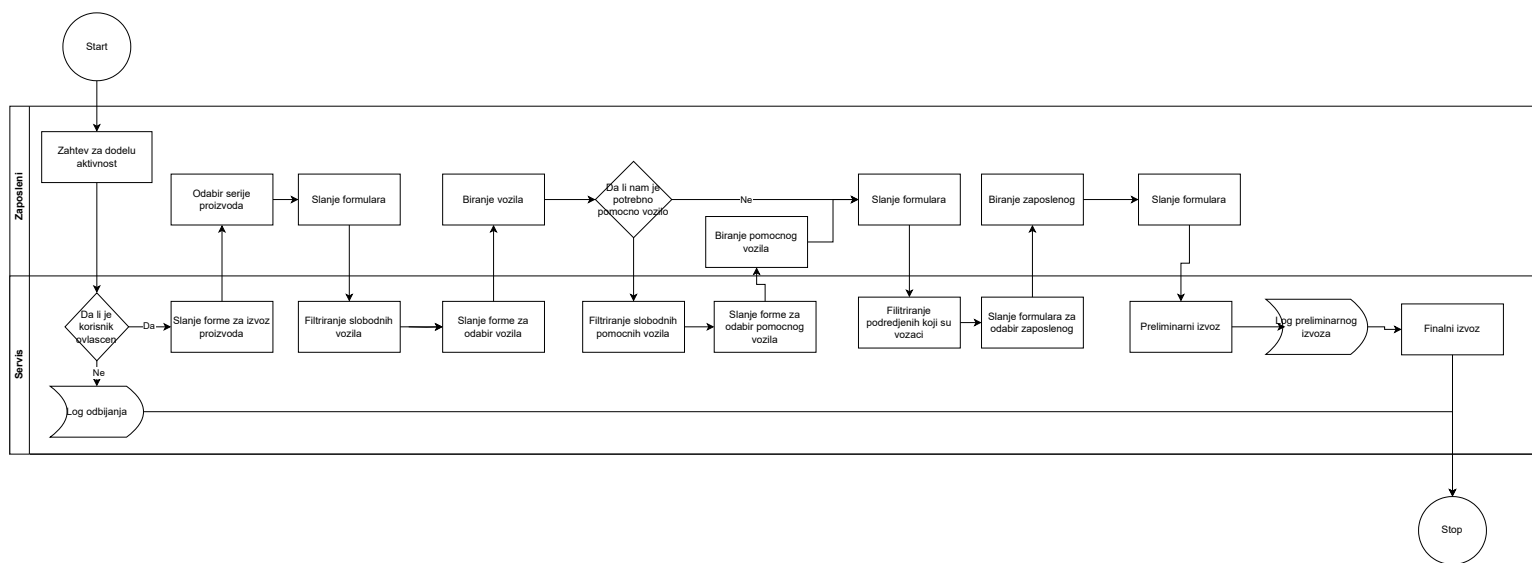 Start
Zaposleni
Zahtev za dodelu
aktivnost
Odabir serije
proizvoda
Slanje formulara
Biranje vozila
Da li nam je
potrebno
pomocno vozilo
Ne
Biranje pomocnog
vozila
Slanje formulara
Biranje zaposlenog
Slanje formulara
Servis
Da li je
korisnik
ovlascen
Da
Slanje forme za izvoz
proizvoda
Filtriranje slobodnih
vozila
Slanje forme za
odabir vozila
Filtriranje slobodnih
pomocnih vozila
Slanje forme za
odabir pomocnog
vozila
Filitriranje
podredjenih koji su
vozaci
Slanje formulara za
odabir zaposlenog
Preliminarni izvoz
Log preliminarnog
izvoza
Finalni izvoz
Ne
Log odbijanja
Stop